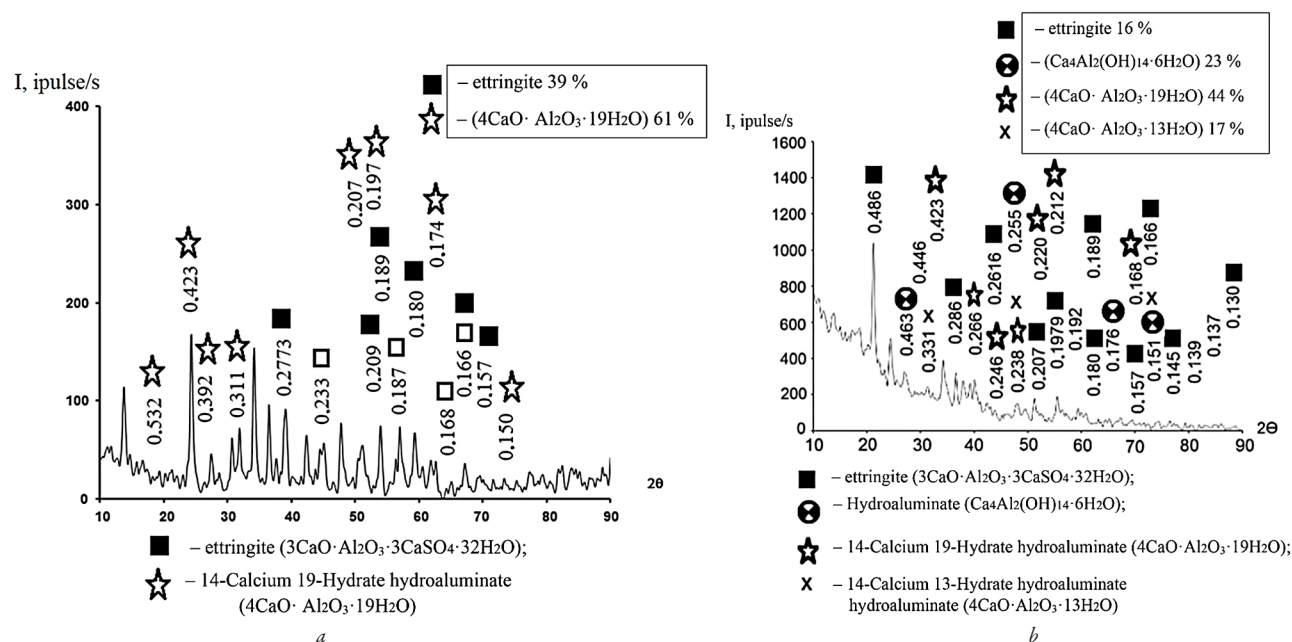 I, ipulse/s
– ettringite 39 %
– (4CaO· Al2O3·19H2O) 61 %
400
300
200
100
0
0.532
0.423
0.392
0.311
0.2773
0.233
0.207
0.209
0.197
0.189
0.187
0.180
0.174
0.168
0.166
0.157
0.150
10 20 30 40 50 60 70 80 90
2θ
– ettringite (3CaO·Al2O3·3CaSO4·32H2O);
– 14-Calcium 19-Hydrate hydroaluminate
(4CaO· Al2O3·19H2O)
a
– ettringite 16 %
– (Ca4Al2(OH)14·6H2O) 23 %
– (4CaO· Al2O3·19H2O) 44 %
x – (4CaO· Al2O3·13H2O) 17 %
I, ipulse/s
1600
1400
1200
1000
800
600
400
200
0
0.486
0.463
0.446
0.331
0.423
0.286
0.266
0.2616
0.246
0.255
0.238
0.220
0.207
0.212
0.1979
0.192
0.189
0.180
0.176
0.168
0.157
0.166
0.151
0.145
0.139
0.137
0.130
x
x
x
10 20 30 40 50 60 70 80 90
2Θ
– ettringite (3CaO·Al2O3·3CaSO4·32H2O);
– Hydroaluminate (Ca4Al2(OH)14·6H2O);
– 14-Calcium 19-Hydrate hydroaluminate (4CaO·Al2O3·19H2O);
x – 14-Calcium 13-Hydrate hydroaluminate
hydroaluminate (4CaO·Al2O3·13H2O)
b